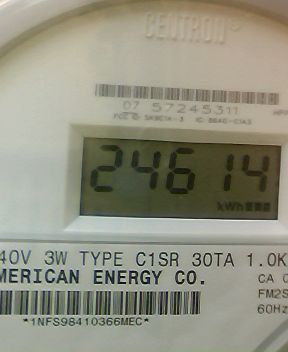 CENTRON
07 57245311
24614
kWh
40V 3W TYPE C1SR 30TA 1.0K
MERICAN ENERGY CO.
CA 
FM2S
60Hz
*1NFS98410366MEC*